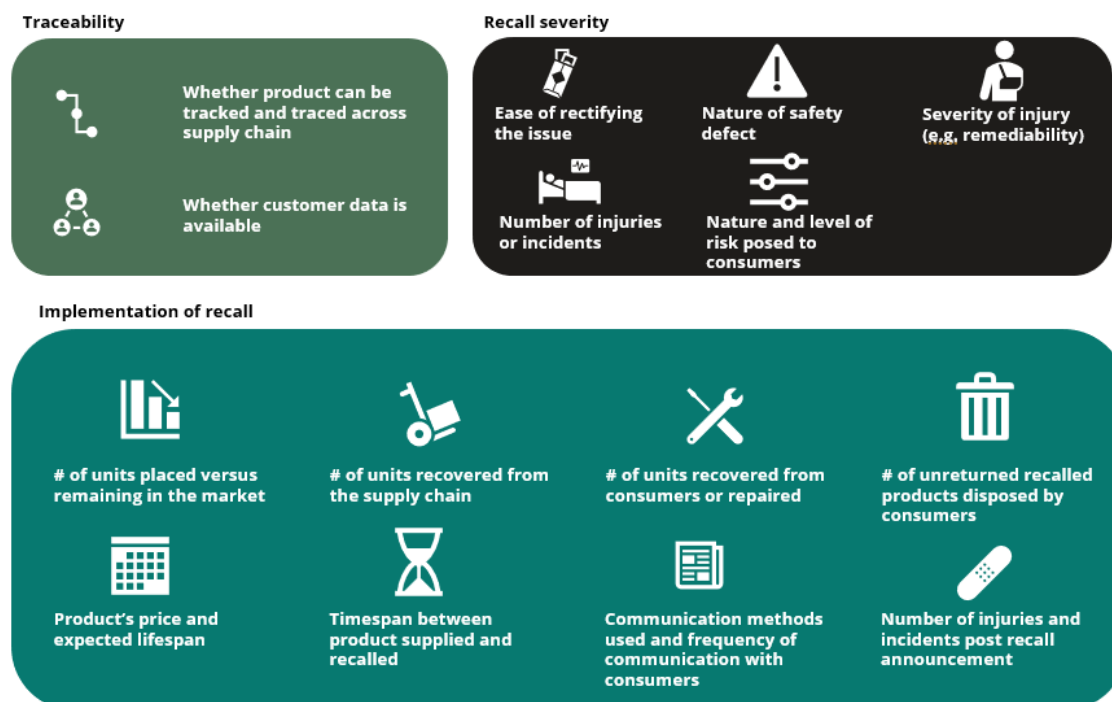 Traceability
Whether product can be
tracked and traced across
supply chain
Whether customer data is
available
Recall severity
Ease of rectifying
the issue
Nature of safety
defect
Severity of injury
(e.g. remediability)
Number of injuries
or incidents
Nature and level of
risk posed to
consumers
Implementation of recall
# of units placed versus
remaining in the market
# of units recovered from
the supply chain
# of units recovered from
consumers or repaired
# of unreturned recalled
products disposed by
consumers
Product’s price and
expected lifespan
Timespan between
product supplied and
recalled
Communication methods
used and frequency of
communication with
consumers
Number of injuries and
incidents post recall
announcement